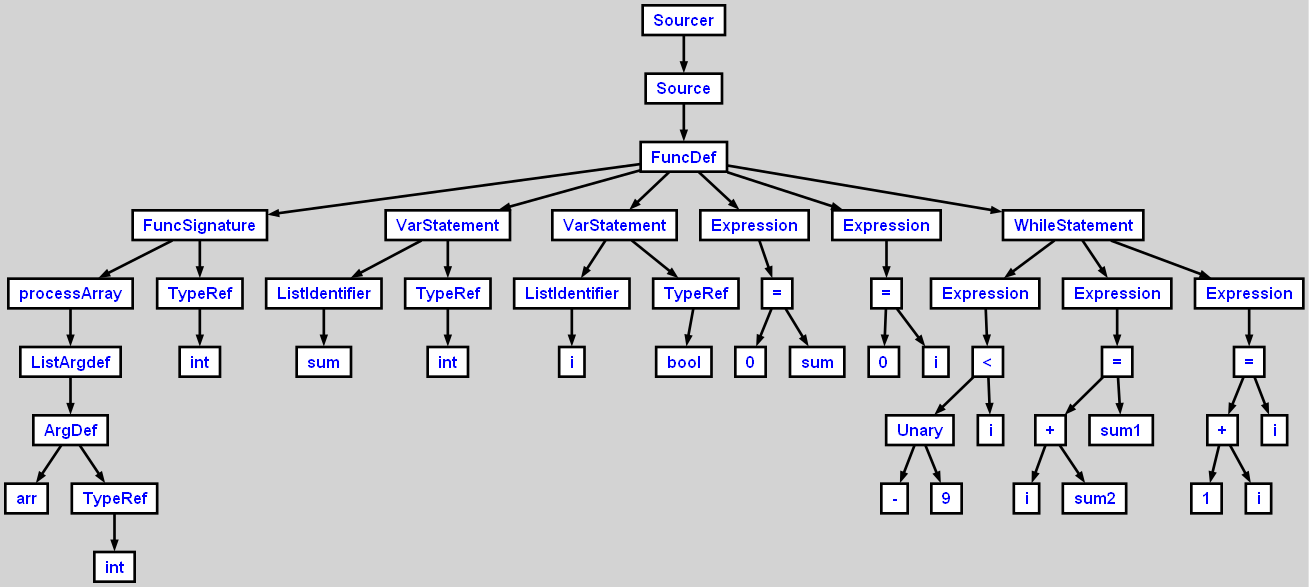 Sourcer
Source
FuncDef
FuncSignature VarStatement VarStatement Expression Expression WhileStatement
processArray TypeRef ListIdentifier TypeRef ListIdentifier TypeRef = = Expression Expression Expression
ListArgdef int sum int i bool 0 sum 0 i < = =
ArgDef Unary i + sum1 + i
arr TypeRef - 9 i sum2 1 i
int